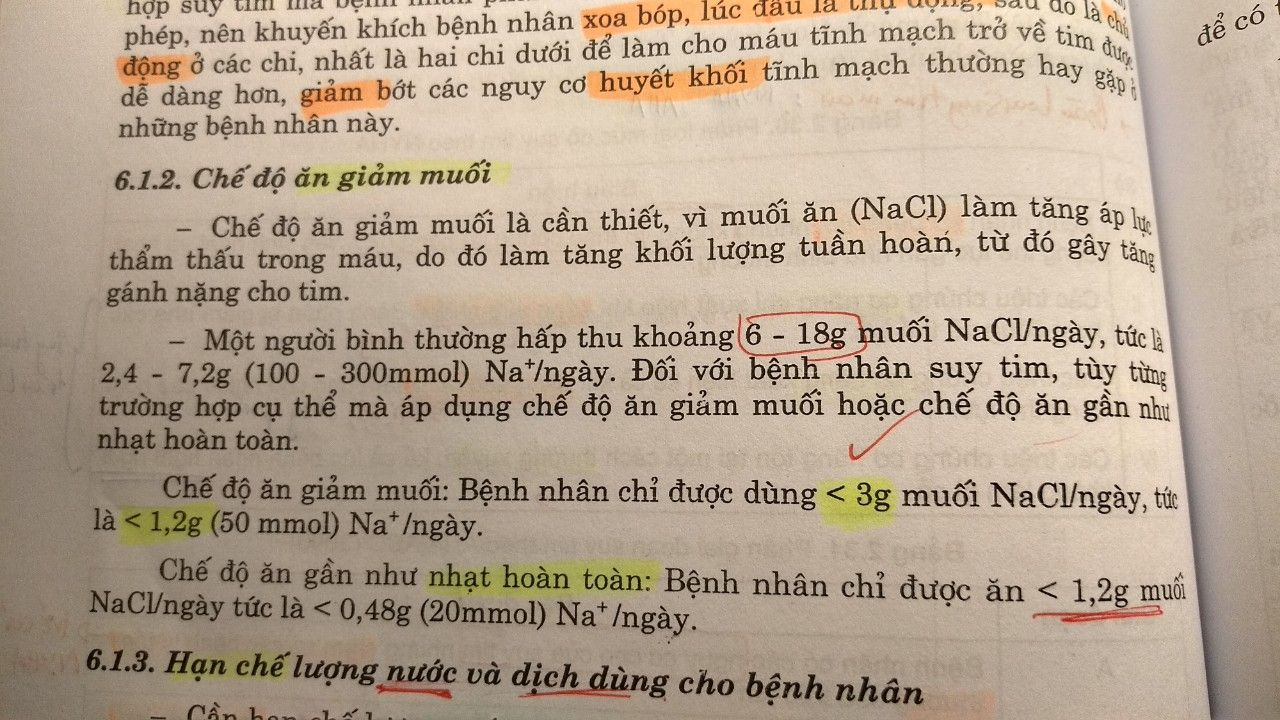 hợp suy tim mà bệnh nhân
phép, nên khuyến khích bệnh nhân xoa bóp, lúc đầu là thụ động, sau đó là chủ
động ở các chi, nhất là hai chi dưới để làm cho máu tĩnh mạch trở về tim được
dễ dàng hơn, giảm bớt các nguy cơ huyết khối tĩnh mạch thường hay gặp ở
những bệnh nhân này.
6.1.2. Chế độ ăn giảm muối
– Chế độ ăn giảm muối là cần thiết, vì muối ăn (NaCl) làm tăng áp lực
thẩm thấu trong máu, do đó làm tăng khối lượng tuần hoàn, từ đó gây tăng
gánh nặng cho tim.
– Một người bình thường hấp thu khoảng 6 - 18g muối NaCl/ngày, tức là
2,4 - 7,2g (100 - 300mmol) Na⁺/ngày. Đối với bệnh nhân suy tim, tùy từng
trường hợp cụ thể mà áp dụng chế độ ăn giảm muối hoặc chế độ ăn gần như
nhạt hoàn toàn.
Chế độ ăn giảm muối: Bệnh nhân chỉ được dùng < 3g muối NaCl/ngày, tức
là < 1,2g (50 mmol) Na⁺/ngày.
Chế độ ăn gần như nhạt hoàn toàn: Bệnh nhân chỉ được ăn < 1,2g muối
NaCl/ngày tức là < 0,48g (20mmol) Na⁺/ngày.
6.1.3. Hạn chế lượng nước và dịch dùng cho bệnh nhân
– Cần hạn chế
để có